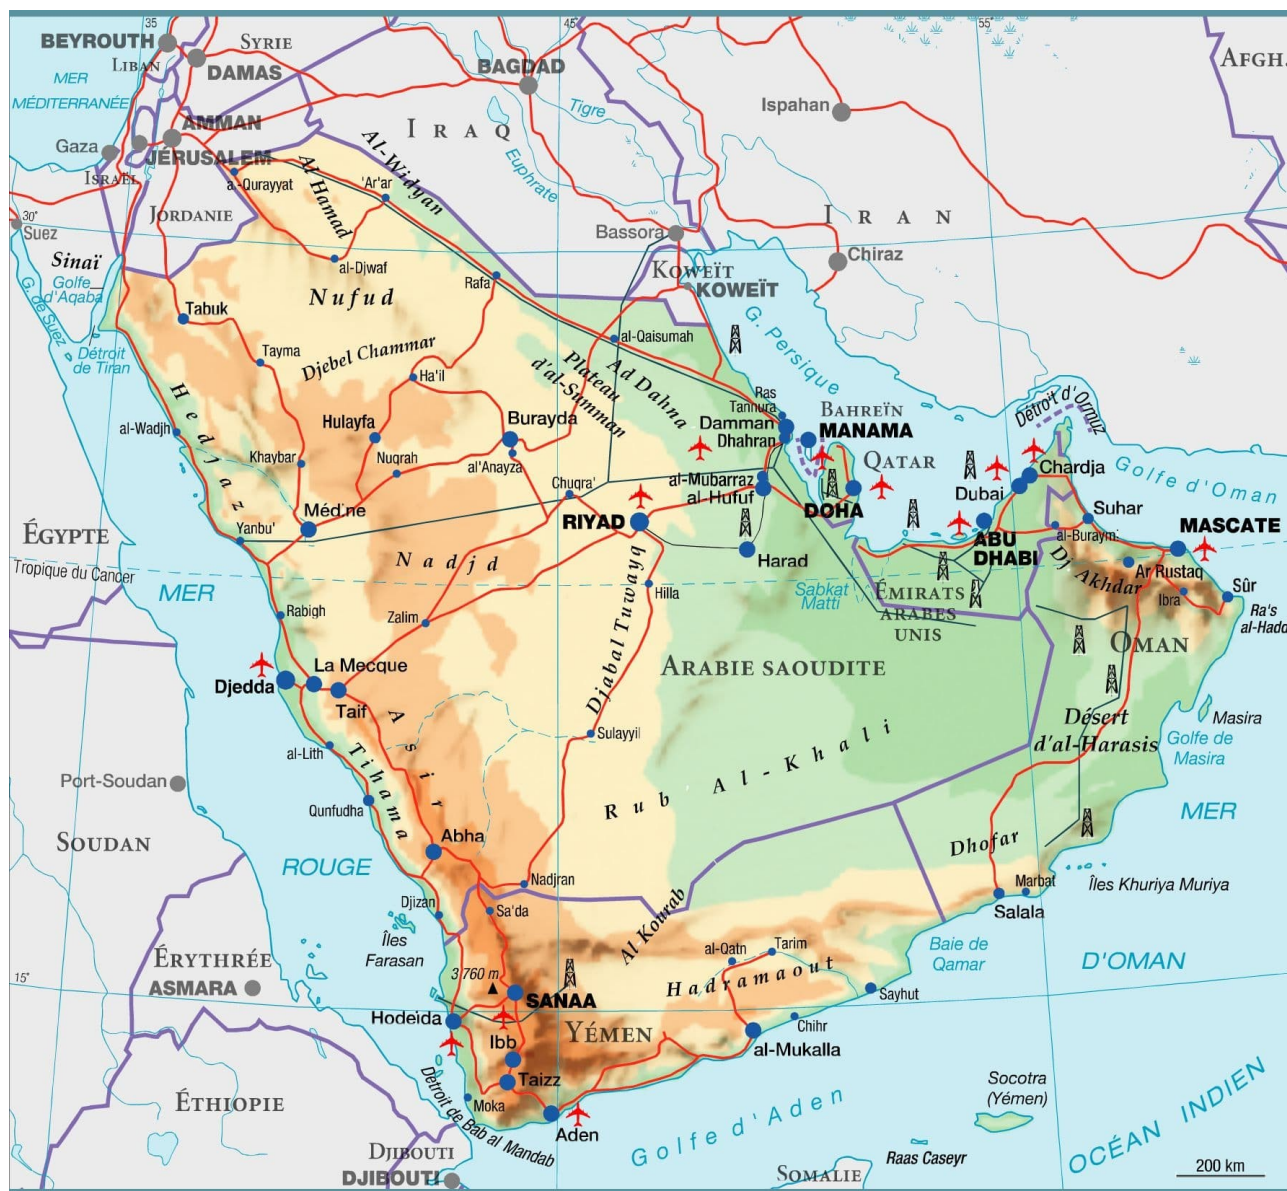 35
45
55
BEYROUTH
SYRIE
LIBAN
DAMAS
BAGDAD
AFGH.
MER
MÉDITERRANÉE
Tigre
Ispahan
AMMAN
IRAQ
Gaza
JÉRUSALEM
Al-Widyan
ISRAËL
a-Qurayyat
Al Hamad
'Ar'ar
Euphrate
JORDANIE
IRAN
30°
Suez
Bassora
Sinaï
Chiraz
al-Djwaf
KOWEÏT
Golfe
d'Aqaba
G. de Suez
Nufud
Rafa
KOWEÏT
Tabuk
G. Persique
Détroit
de Tiran
Tayma
Djebel Chammar
al-Qaisumah
Plateau
d'al-Summan
Ad Dahna
Ha'il
Ras
Tannura
Détroit d'Ormuz
Hedjaz
al-Wadjh
Hulayfa
Burayda
Damman
Dhahran
BAHREÏN
MANAMA
Khaybar
Nuqrah
al'Anayza
QATAR
Golfe d'Oman
Chardja
Chuqra'
al-Mubarraz
al-Hufuf
Dubai
Médine
RIYAD
DOHA
Suhar
MASCATE
Yanbu'
ÉGYPTE
Nadjd
Harad
ABU
DHABI
al-Buraym
Tropique du Cancer
Dj Akhdar
Ar Rustaq
MER
Hilla
Sabkat
Matti
ÉMIRATS
ARABES
UNIS
Ibra
Sûr
Ra's
al-Hadd
Rabigh
Zalim
Djabal Tuwayq
OMAN
La Mecque
ARABIE SAOUDITE
Djedda
Taif
Asir
Désert
d'al-Harasis
Masira
Golfe de
Masira
al-Lith
Tihama
Sulayyil
Port-Soudan
Rub Al-Khali
Qunfudha
MER
SOUDAN
Abha
Dhofar
ROUGE
Nadjran
Marbat
Îles Khuriya Muriya
Djizan
Sa'da
Al Kourab
Salala
Îles
Farasan
al-Qatn
Tarim
Baie de
Qamar
ÉRYTHRÉE
D'OMAN
15°
3 760 m
Hadramaout
ASMARA
SANAA
Sayhut
Hodeïda
YÉMEN
Chihr
Ibb
al-Mukalla
Taizz
Socotra
(Yémen)
ÉTHIOPIE
Moka
Détroit de Bab al Mandab
Aden
Golfe d'Aden
OCÉAN INDIEN
DJIBOUTI
DJIBOUTI
Raas Caseyr
SOMALIE
200 km